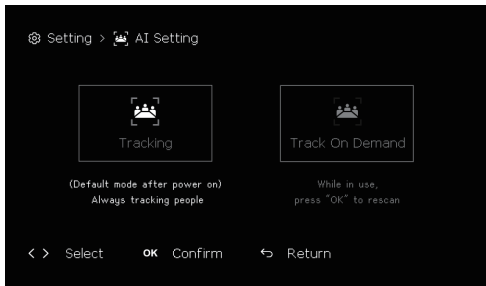 Setting > AI Setting
Tracking
Track On Demand
(Default mode after power on)
Always tracking people
While in use,
press "OK" to rescan
< > Select OK Confirm Return